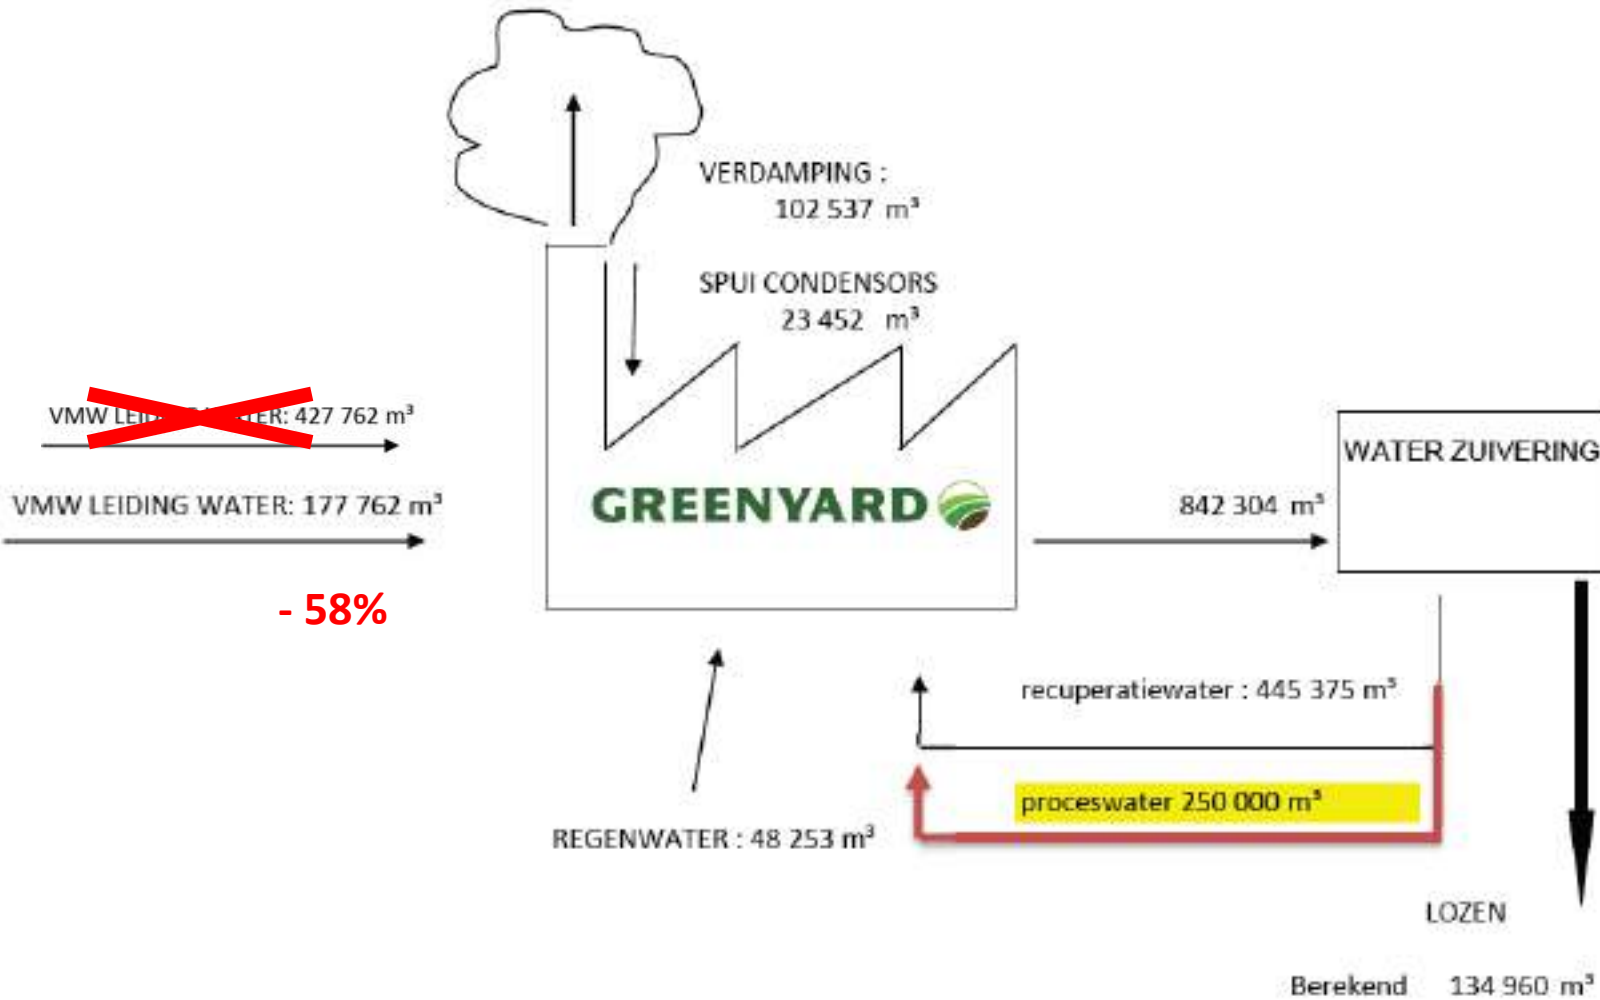 VERDAMPING :
102 537 m³
SPUI CONDENSORS
23 452 m³
VMW LEIDING WATER: 427 762 m³
VMW LEIDING WATER: 177 762 m³
- 58%
GREENYARD
842 304 m³
WATER ZUIVERING
recuperatiewater : 445 375 m³
proceswater 250 000 m³
REGENWATER : 48 253 m³
LOZEN
Berekend 134 960 m³